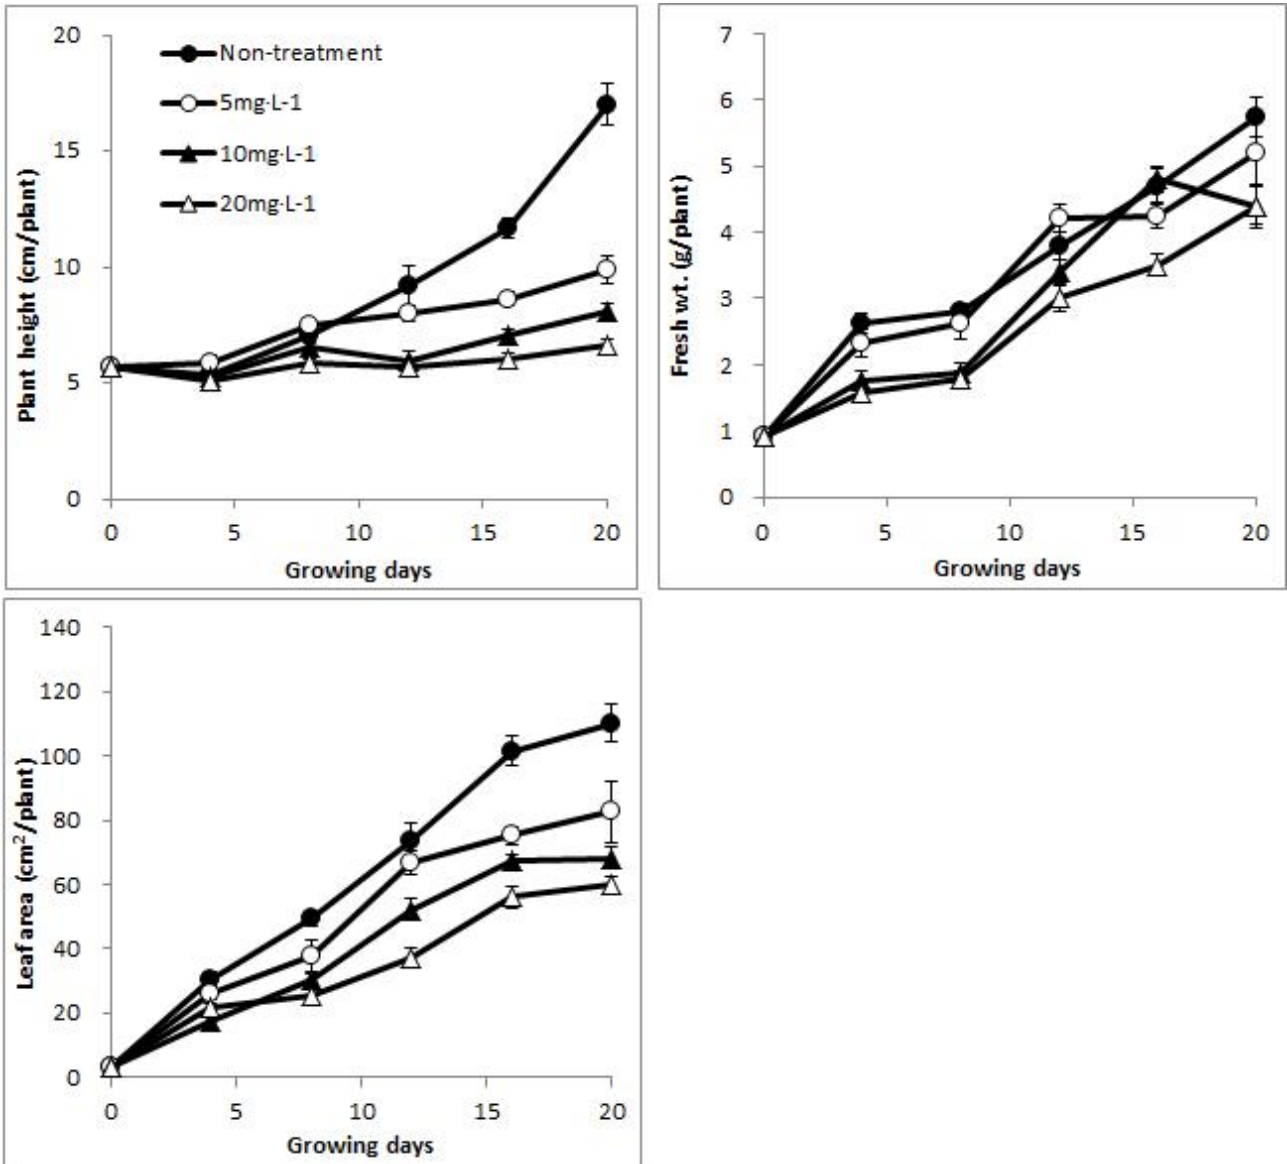 20
15
10
5
0
Plant height (cm/plant)
Non-treatment
5mg·L-1
10mg·L-1
20mg·L-1
0 5 10 15 20
Growing days
7
6
5
4
3
2
1
0
Fresh wt. (g/plant)
0 5 10 15 20
Growing days
140
120
100
80
60
40
20
0
Leaf area (cm²/plant)
0 5 10 15 20
Growing days